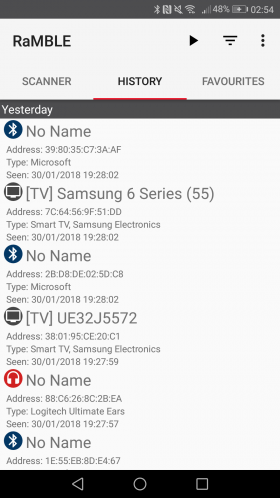 48% 02:54
RaMBLE
SCANNER HISTORY FAVOURITES
Yesterday
No Name
Address: 39:80:35:C7:3A:AF
Type: Microsoft
Seen: 30/01/2018 19:28:02
[TV] Samsung 6 Series (55)
Address: 7C:64:56:9F:51:DD
Type: Smart TV, Samsung Electronics
Seen: 30/01/2018 19:28:02
No Name
Address: 2B:D8:DE:02:5D:C8
Type: Microsoft
Seen: 30/01/2018 19:28:02
[TV] UE32J5572
Address: 38:01:95:CE:20:C1
Type: Smart TV, Samsung Electronics
Seen: 30/01/2018 19:27:59
No Name
Address: 88:C6:26:8C:2B:EA
Type: Logitech Ultimate Ears
Seen: 30/01/2018 19:27:57
No Name
Address: 1E:55:EB:8D:E4:67